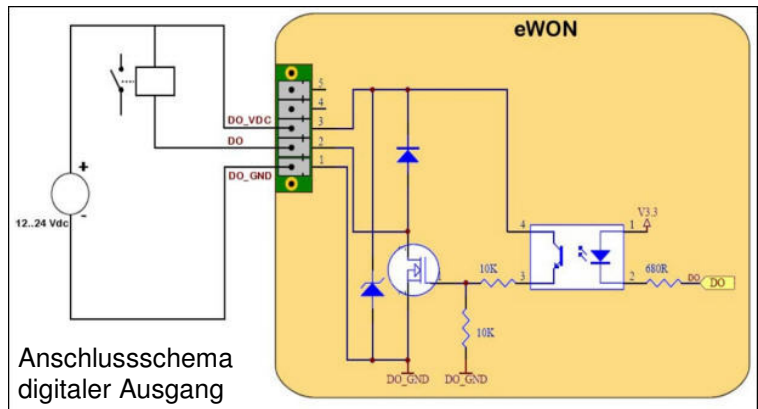 eWON
5
4
DO_VDC 3
DO 2
DO_GND 1
+
-
12..24 Vdc
V3.3
4 1
3 2
10K
680R
DO
DO
1
10K
DO_GND DO_GND
Anschlussschema
digitaler Ausgang